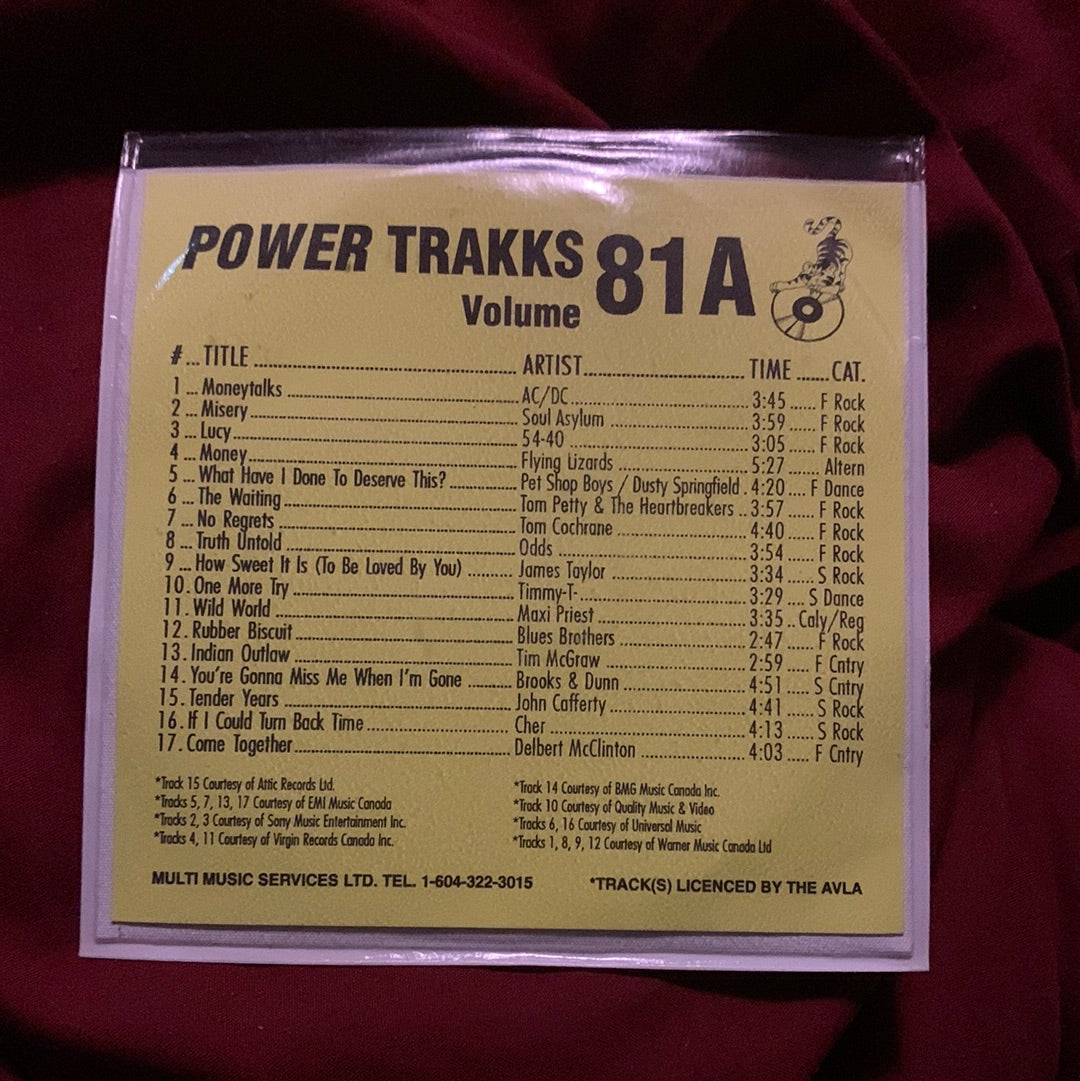 POWER TRAKKS 81A
Volume
# ... TITLE ... ARTIST ... TIME ... CAT.
1 ... Moneytalks ... AC/DC ... 3:45 ... F Rock
2 ... Misery ... Soul Asylum ... 3:59 ... F Rock
3 ... Lucy ... 54-40 ... 3:05 ... F Rock
4 ... Money ... Flying Lizards ... 5:27 ... Altern
5 ... What Have I Done To Deserve This? ... Pet Shop Boys / Dusty Springfield . 4:20 .... F Dance
6 ... The Waiting ... Tom Petty & The Heartbreakers .. 3:57 ... F Rock
7 ... No Regrets ... Tom Cochrane ... 4:40 ... F Rock
8 ... Truth Untold ... Odds ... 3:54 ... F Rock
9 ... How Sweet It Is (To Be Loved By You) ... James Taylor ... 3:34 ... S Rock
10. One More Try ... Timmy-T- ... 3:29 .... S Dance
11. Wild World ... Maxi Priest ... 3:35 .. Caly/Reg
12. Rubber Biscuit ... Blues Brothers ... 2:47 ... F Rock
13. Indian Outlaw ... Tim McGraw ... 2:59 ... F Cntry
14. You're Gonna Miss Me When I'm Gone ... Brooks & Dunn ... 4:51 ... S Cntry
15. Tender Years ... John Cafferty ... 4:41 ... S Rock
16. If I Could Turn Back Time ... Cher ... 4:13 ... S Rock
17. Come Together ... Delbert McClinton ... 4:03 ... F Cntry
*Track 15 Courtesy of Attic Records Ltd.
*Tracks 5, 7, 13, 17 Courtesy of EMI Music Canada
*Tracks 2, 3 Courtesy of Sony Music Entertainment Inc.
*Tracks 4, 11 Courtesy of Virgin Records Canada Inc.
*Track 14 Courtesy of BMG Music Canada Inc.
*Track 10 Courtesy of Quality Music & Video
*Tracks 6, 16 Courtesy of Universal Music
*Tracks 1, 8, 9, 12 Courtesy of Warner Music Canada Ltd
MULTI MUSIC SERVICES LTD. TEL. 1-604-322-3015 *TRACK(S) LICENCED BY THE AVLA